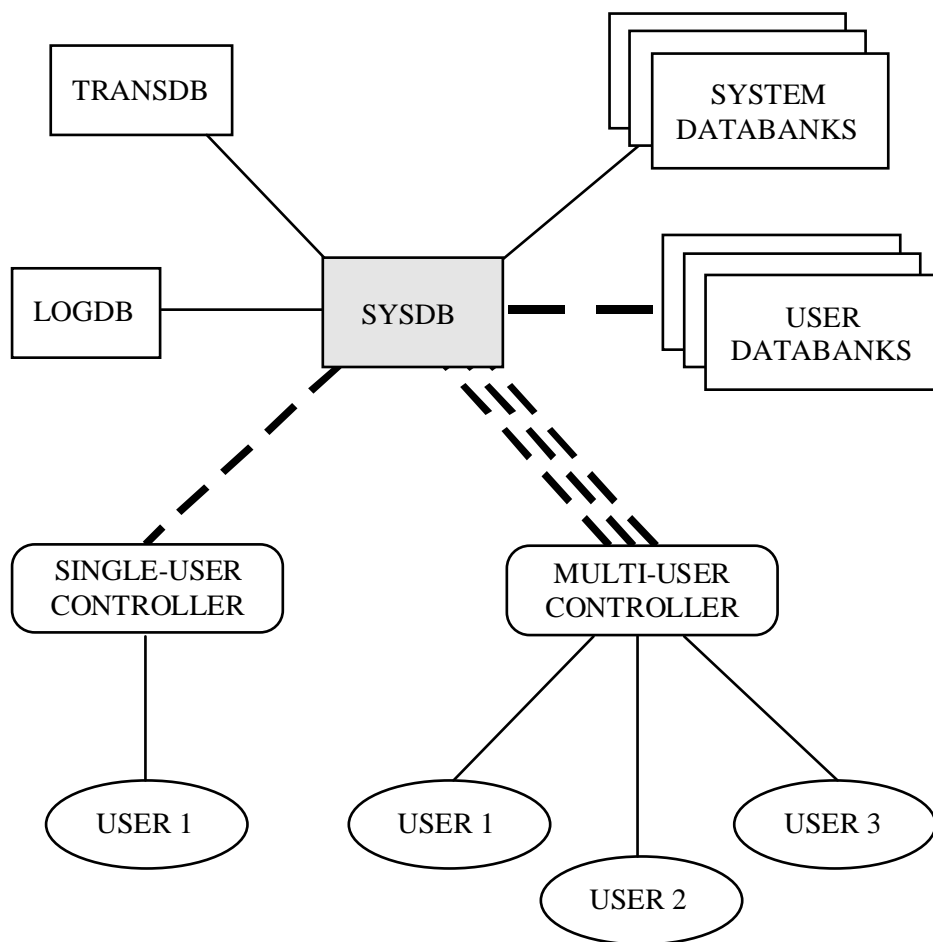 TRANSDB
SYSTEM
DATABANKS
LOGDB
SYSDB
USER
DATABANKS
SINGLE-USER
CONTROLLER
MULTI-USER
CONTROLLER
USER 1
USER 1
USER 3
USER 2